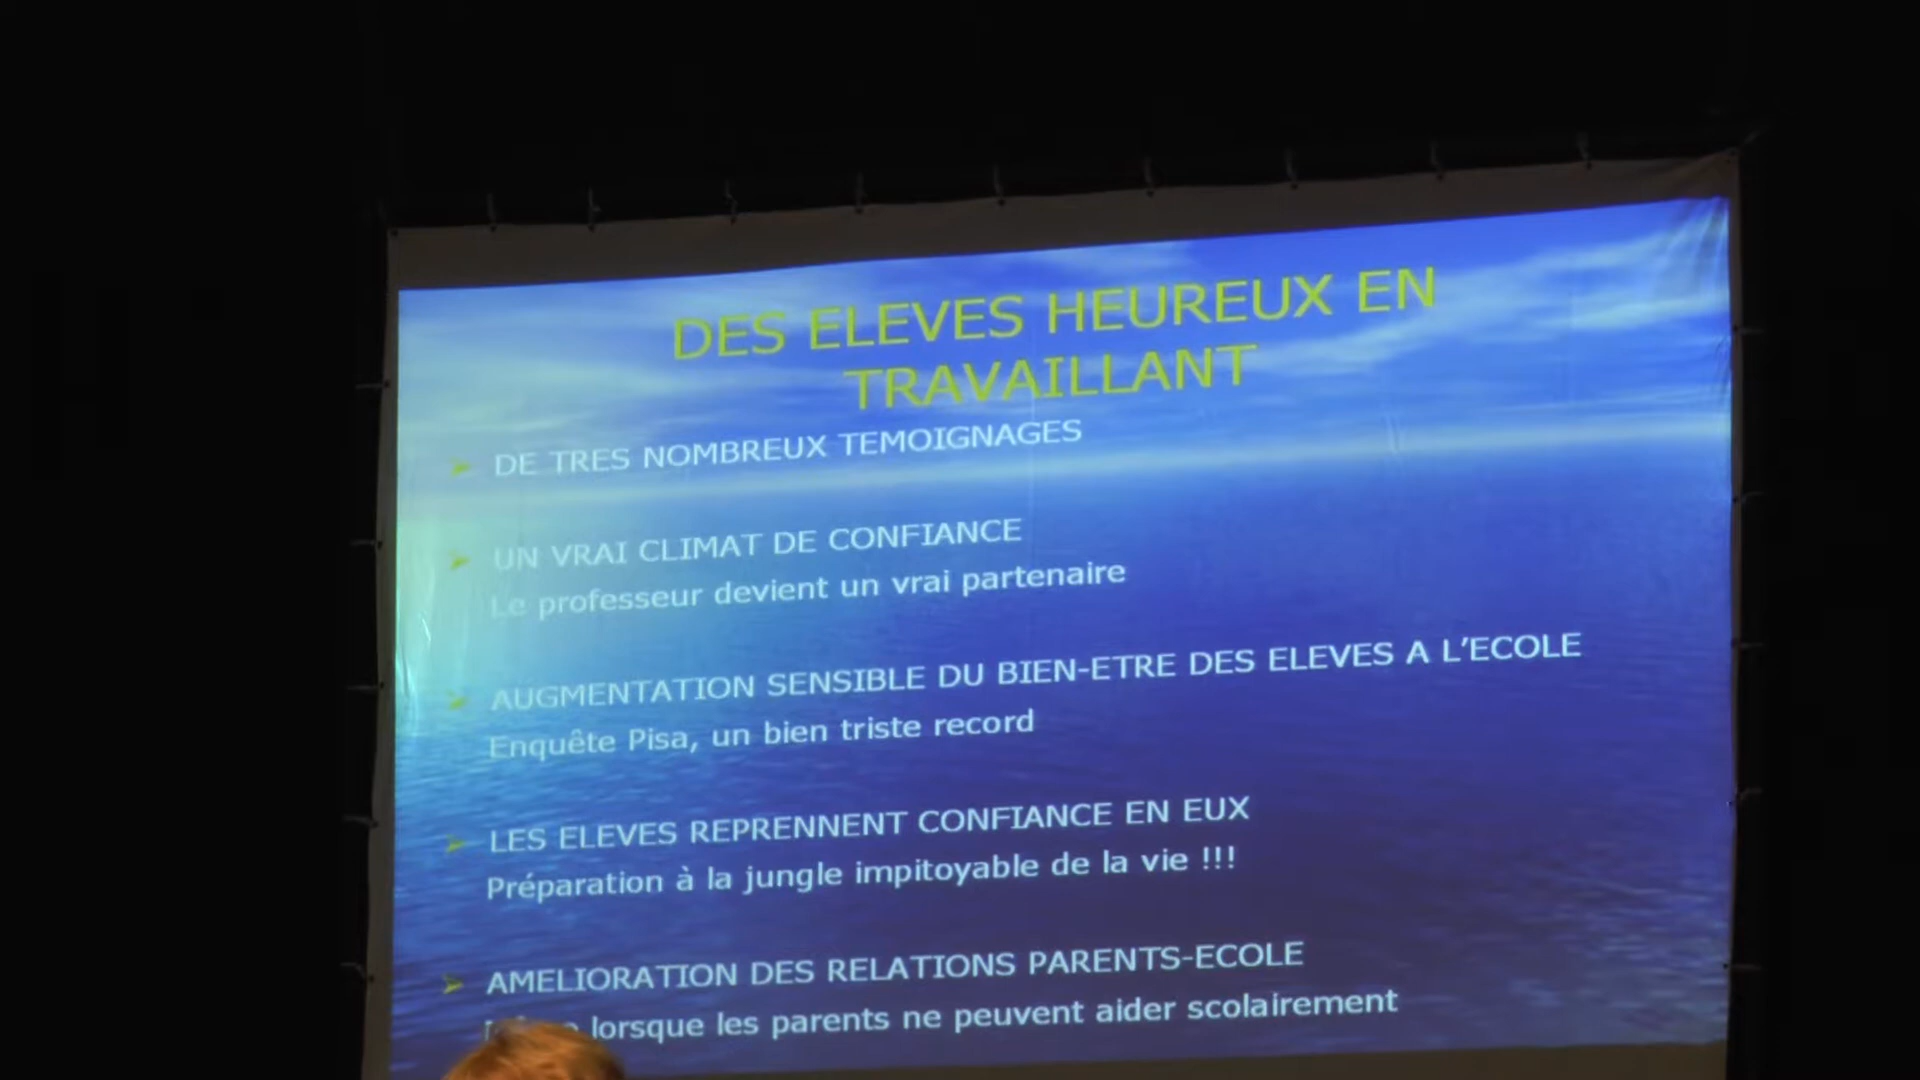 DES ELEVES HEUREUX EN
TRAVAILLANT
DE TRES NOMBREUX TEMOIGNAGES
UN VRAI CLIMAT DE CONFIANCE
Le professeur devient un vrai partenaire
AUGMENTATION SENSIBLE DU BIEN-ETRE DES ELEVES A L'ECOLE
Enquête Pisa, un bien triste record
LES ELEVES REPRENNENT CONFIANCE EN EUX
Préparation à la jungle impitoyable de la vie !!!
AMELIORATION DES RELATIONS PARENTS-ECOLE
lorsque les parents ne peuvent aider scolairement